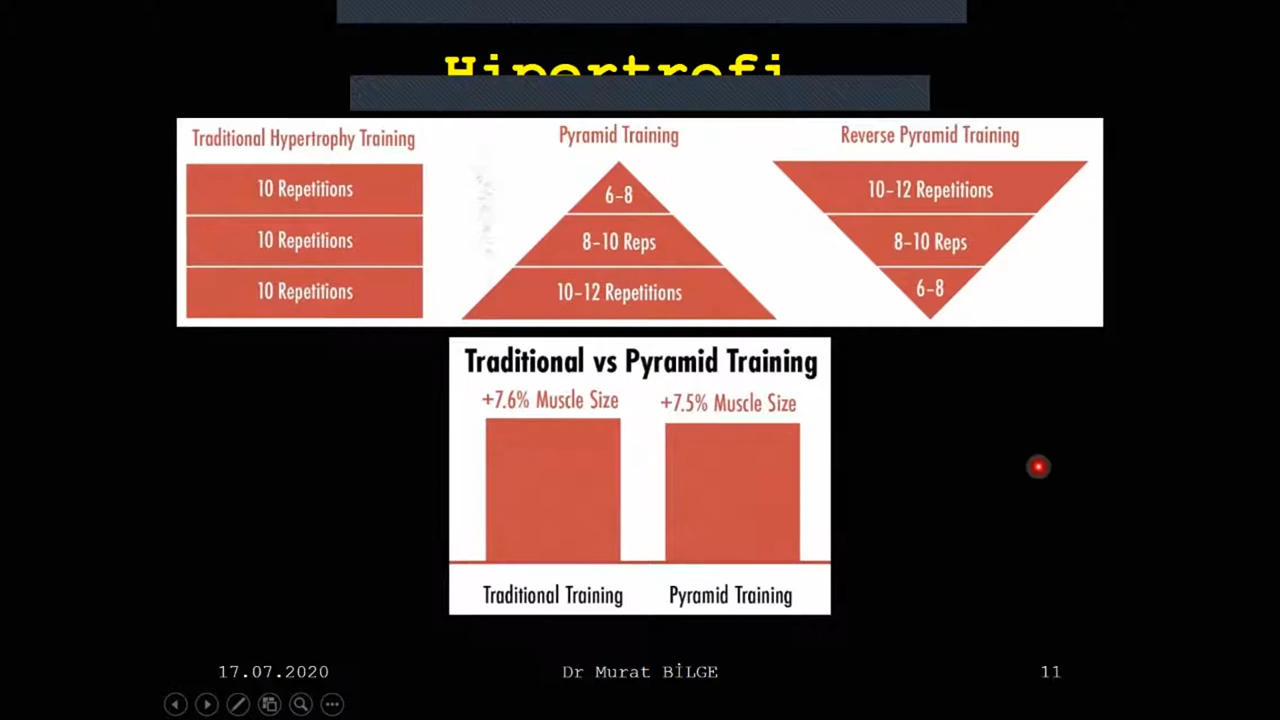 Hipertrofi
Traditional Hypertrophy Training
10 Repetitions
10 Repetitions
10 Repetitions
Pyramid Training
6–8
8–10 Reps
10–12 Repetitions
Reverse Pyramid Training
10–12 Repetitions
8–10 Reps
6–8
Traditional vs Pyramid Training
+7.6% Muscle Size
+7.5% Muscle Size
Traditional Training
Pyramid Training
17.07.2020
Dr Murat BİLGE
11